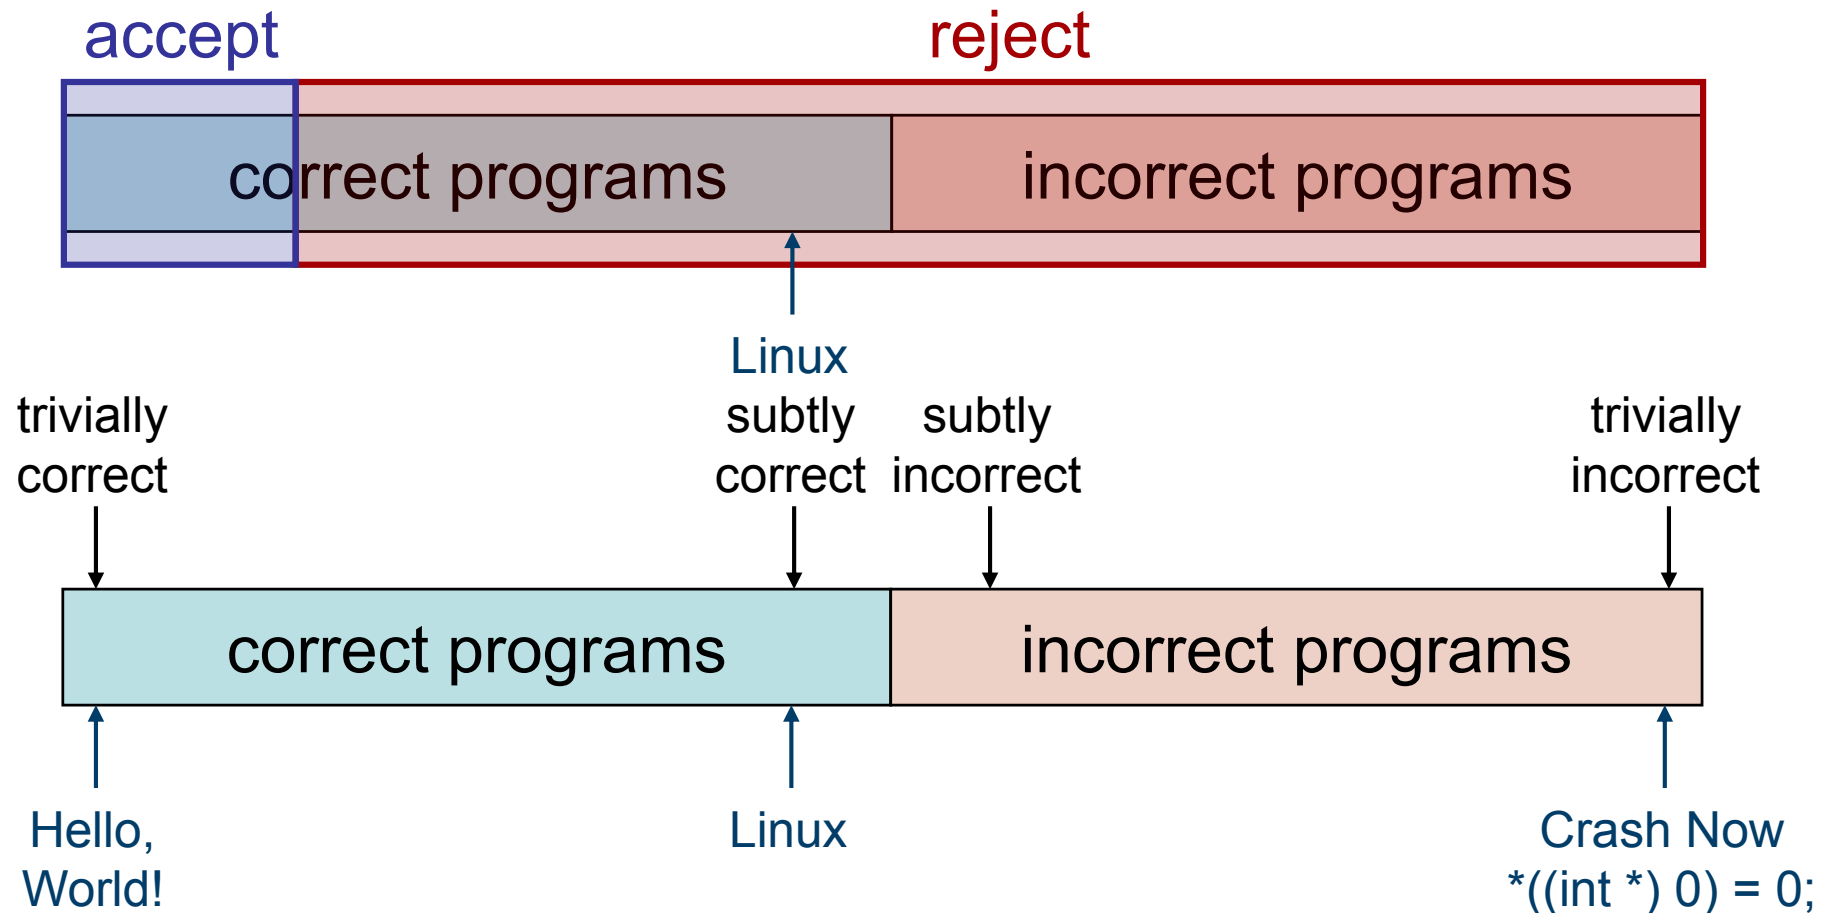 accept reject
correct programs incorrect programs
Linux
trivially
correct
subtly
correct
subtly
incorrect
trivially
incorrect
correct programs incorrect programs
Hello,
World!
Linux
Crash Now
*((int *) 0) = 0;